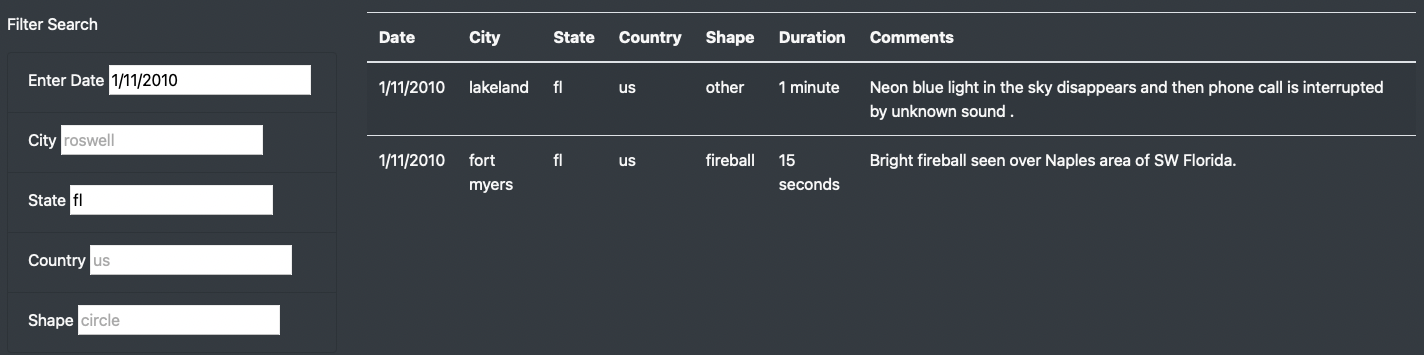 Filter Search
Enter Date 1/11/2010
City roswell
State fl
Country us
Shape circle
Date City State Country Shape Duration Comments
1/11/2010 lakeland fl us other 1 minute Neon blue light in the sky disappears and then phone call is interrupted
by unknown sound .
1/11/2010 fort fl us fireball 15 Bright fireball seen over Naples area of SW Florida.
myers seconds